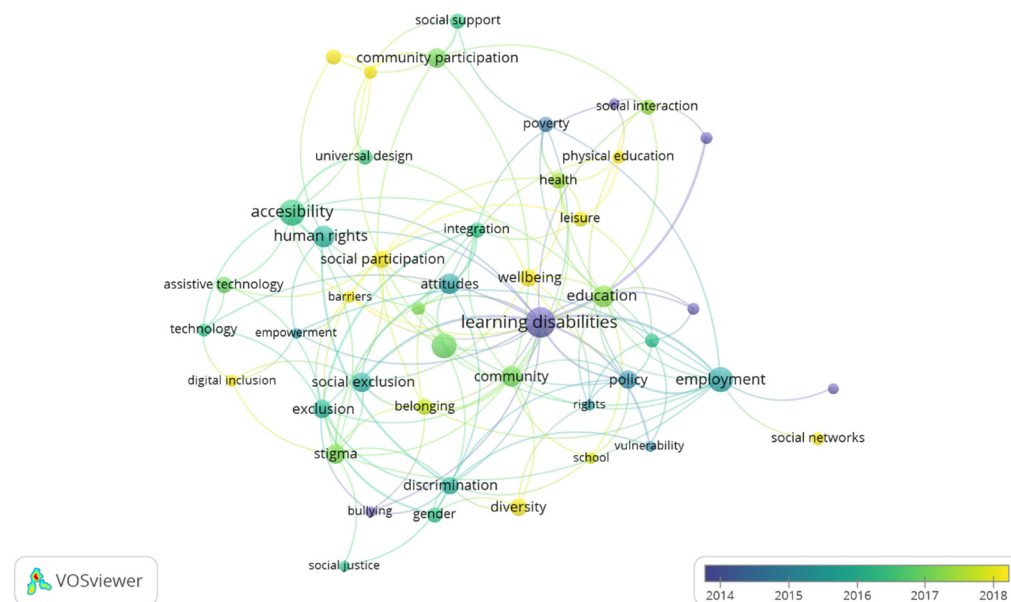 social support
community participation
social interaction
poverty
universal design
physical education
health
accesibility
leisure
human rights
integration
social participation
wellbeing
assistive technology
attitudes
barriers
education
learning disabilities
technology
empowerment
digital inclusion
social exclusion
community
policy
employment
exclusion
belonging
rights
social networks
stigma
school
vulnerability
discrimination
bullying
gender
diversity
social justice
VOSviewer
2014 2015 2016 2017 2018